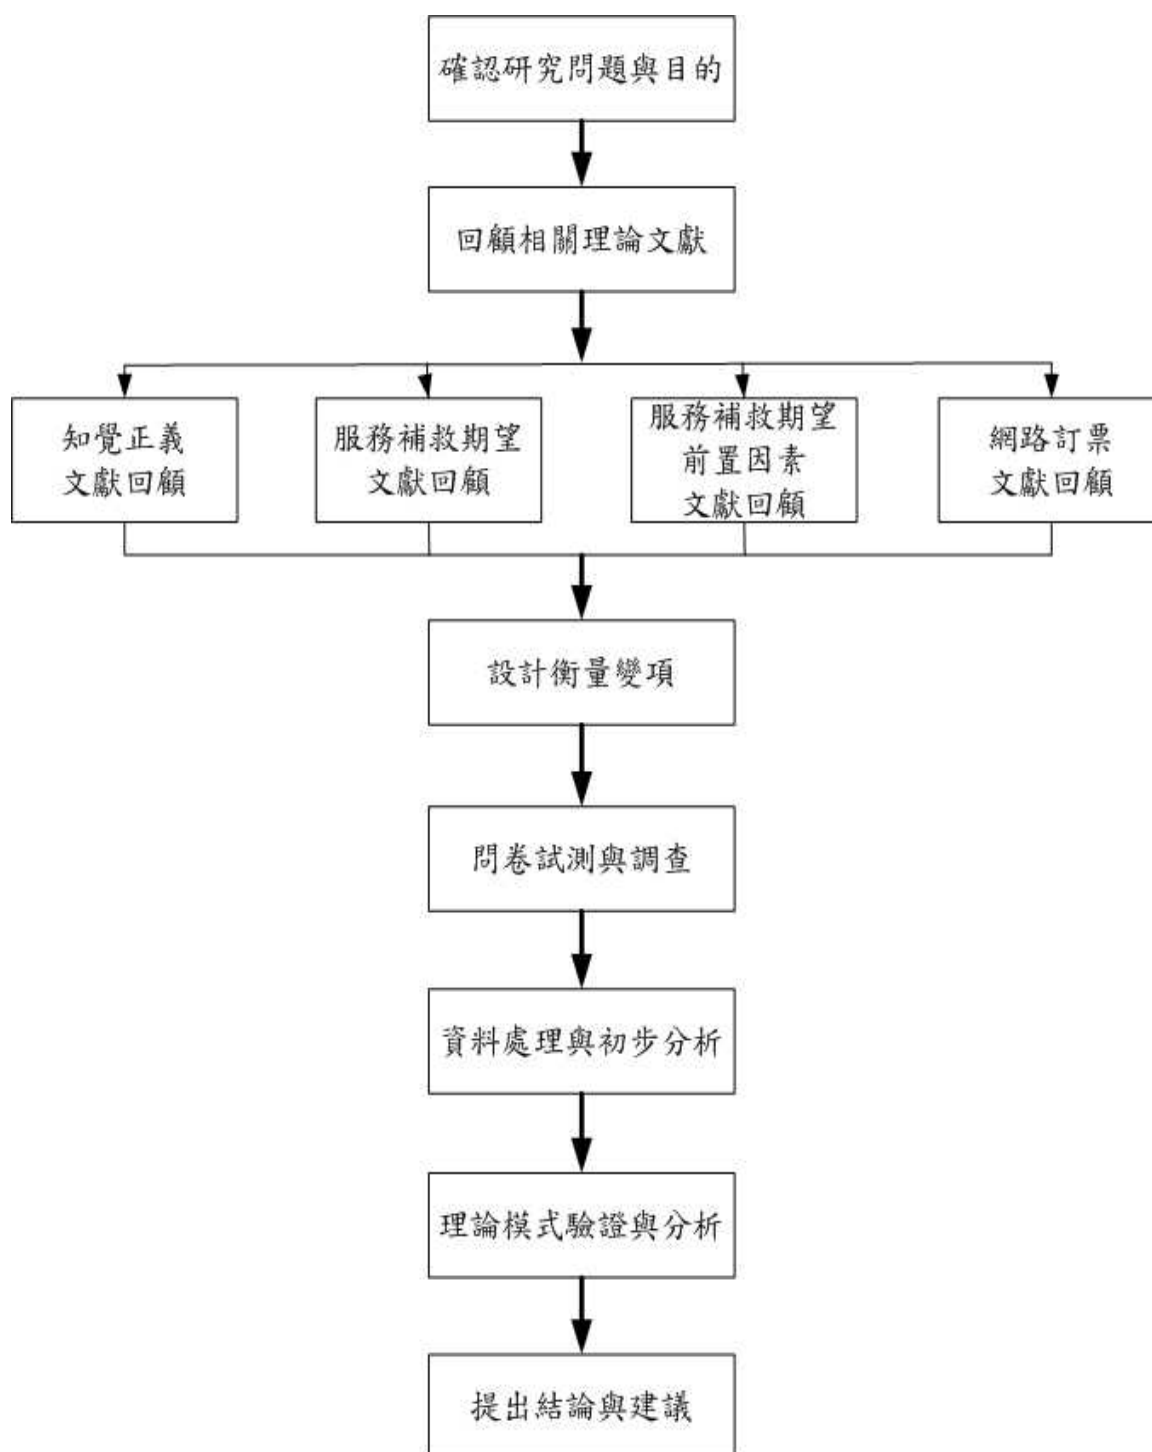 確認研究問題與目的
回顧相關理論文獻
知覺正義
文獻回顧
服務補救期望
文獻回顧
服務補救期望
前置因素
文獻回顧
網路訂票
文獻回顧
設計衡量變項
問卷試測與調查
資料處理與初步分析
理論模式驗證與分析
提出結論與建議